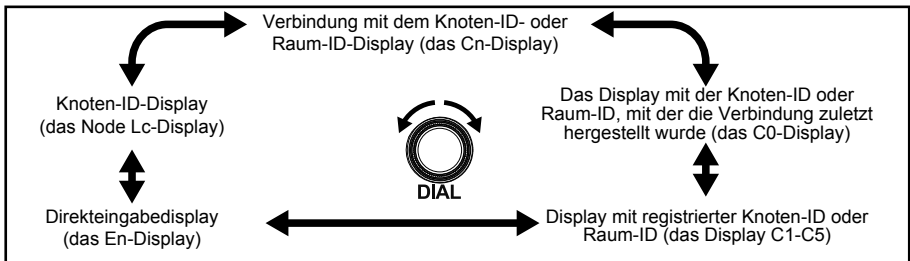 Verbindung mit dem Knoten-ID- oder
Raum-ID-Display (das Cn-Display)
Knoten-ID-Display
(das Node Lc-Display)
Das Display mit der Knoten-ID oder
Raum-ID, mit der die Verbindung zuletzt
hergestellt wurde (das C0-Display)
DIAL
Direkteingabedisplay
(das En-Display)
Display mit registrierter Knoten-ID oder
Raum-ID (das Display C1-C5)